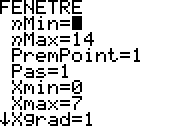 FENETRE
nMin=
nMax=14
PremPoint=1
Pas=1
Xmin=0
Xmax=7
↓Xgrad=1